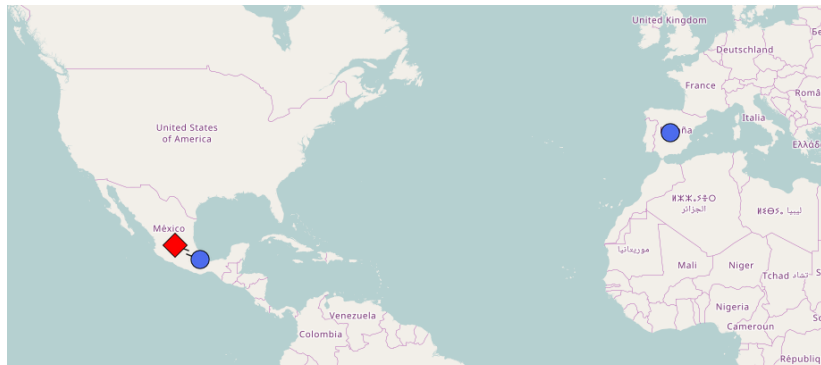 United Kingdom
Deutschland
France
Româ
Italia
Ελλάδ
United States
of America
ⵍⵣⵣⴰⵢⴻⵔ
الجزائر
ⵍⵉⴱⵢⴰ ليبيا
موريتانيا
México
Mali
Niger
Tchad تشاد
Nigeria
Cameroun
Venezuela
Colombia
Républiq